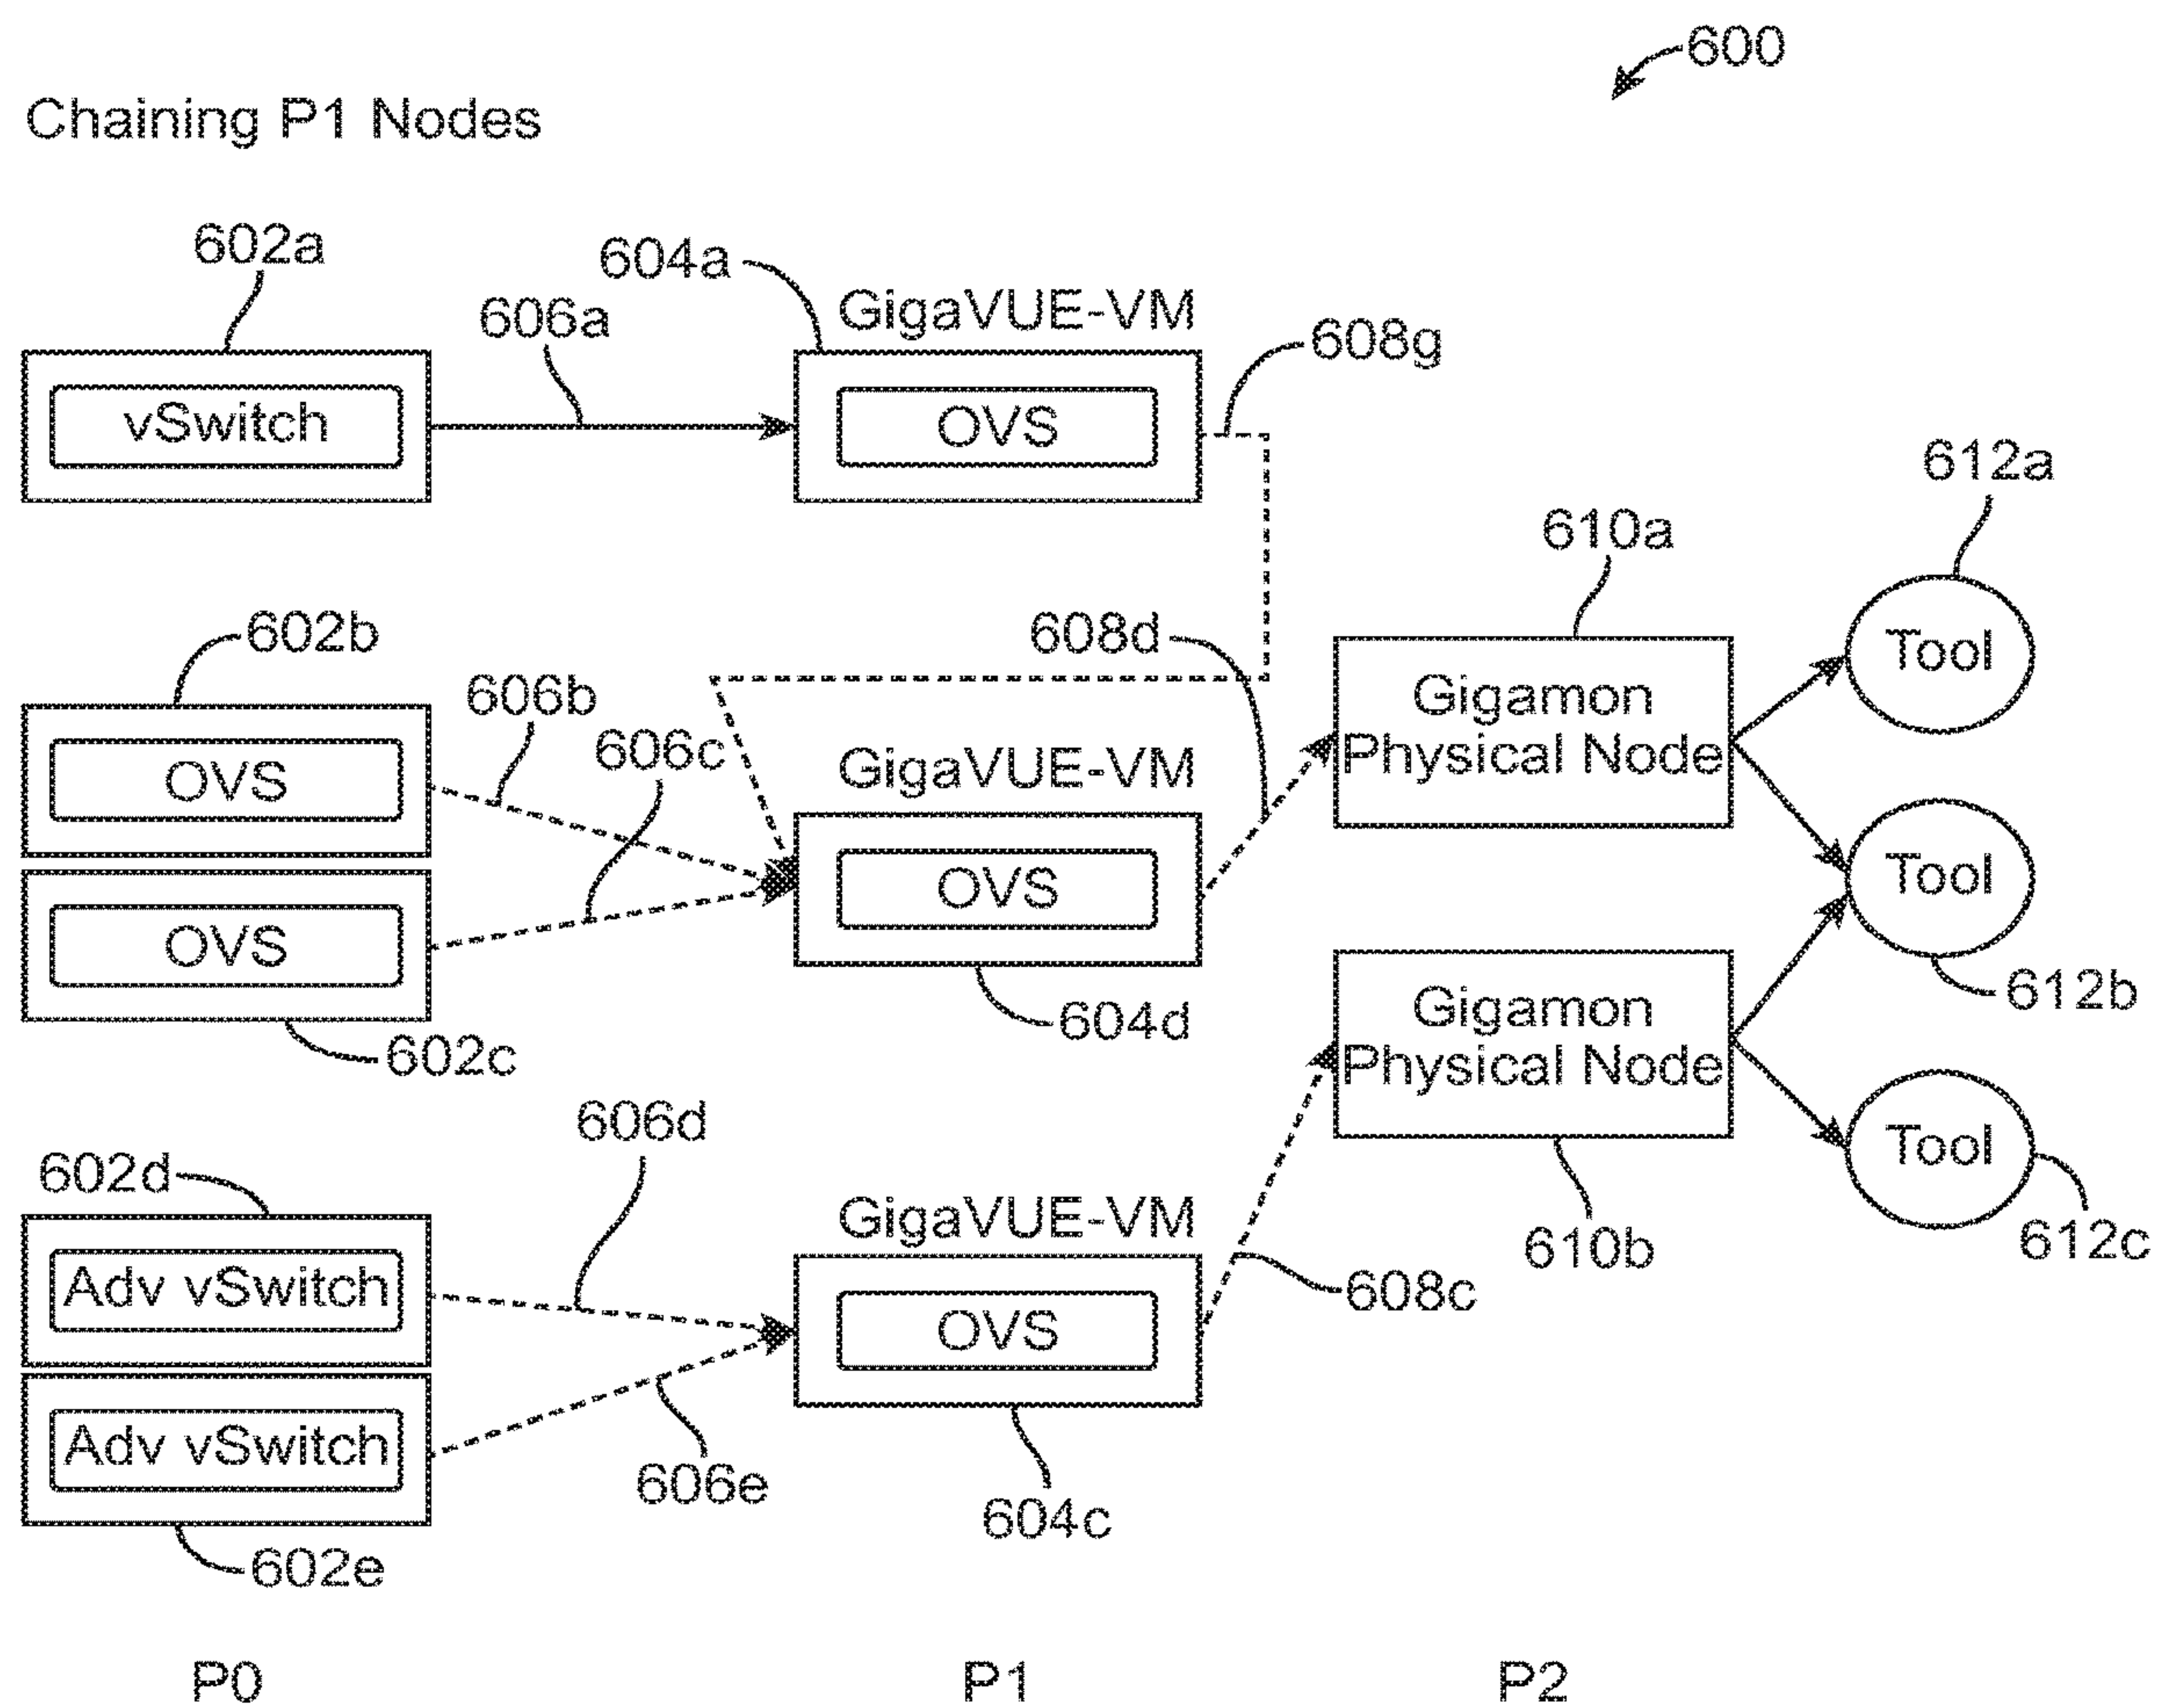 600
Chaining P1 Nodes
602a
604a
606a
GigaVUE-VM
608g
vSwitch
OVS
612a
610a
602b
608d
Tool
606b
Gigamon
Physical Node
606c
GigaVUE-VM
OVS
OVS
Tool
OVS
612b
604d
Gigamon
Physical Node
602c
606d
Tool
602d
GigaVUE-VM
610b
612c
Adv vSwitch
608c
OVS
Adv vSwitch
606e
604c
602e
P0
P1
P2